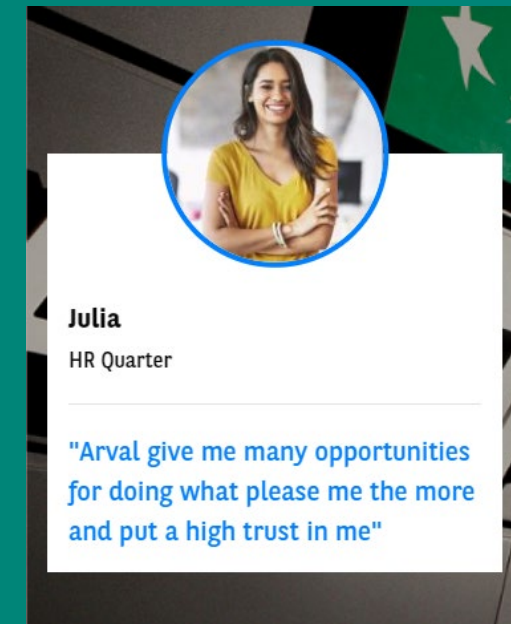 Julia
HR Quarter
"Arval give me many opportunities
for doing what please me the more
and put a high trust in me"